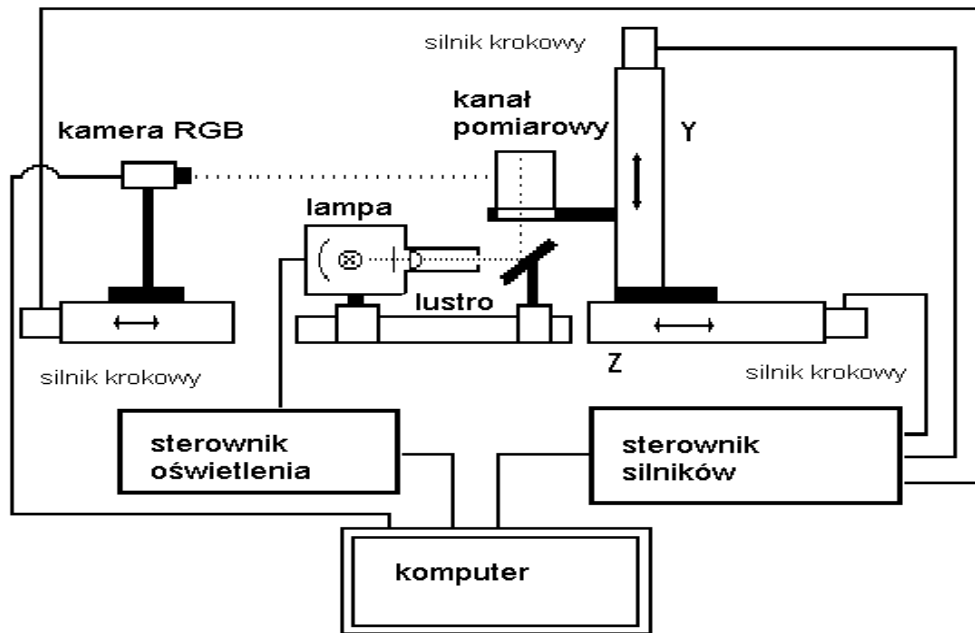 silnik krokowy
kanał
pomiarowy
Y
kamera RGB
lampa
lustro
Z
silnik krokowy
silnik krokowy
sterownik
oświetlenia
sterownik
silników
komputer